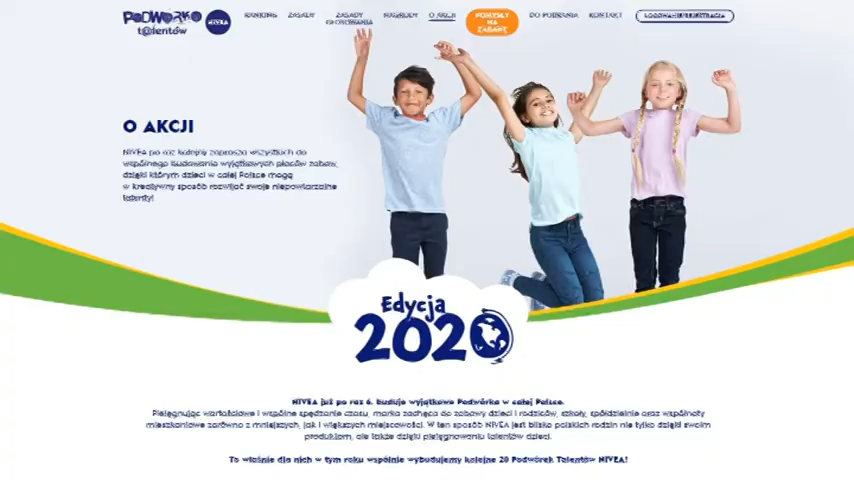 PODWÓRKO
t@lentów
NIVEA
RANKING
ZASADY
ZASADY
GŁOSOWANIA
NAGRODY
O AKCJI
POMYSŁY
NA
ZABAWĘ
DO POBRANIA
KONTAKT
LOGOWANIE/REJESTRACJA
O AKCJI
NIVEA po raz kolejny zaprasza wszystkich do
wspólnego budowania wyjątkowych placów zabaw,
dzięki którym dzieci w całej Polsce mogą
w kreatywny sposób rozwijać swoje niepowtarzalne
talenty!
Edycja
2020
NIVEA już po raz 6. buduje wyjątkowe Podwórka w całej Polsce.
Pielęgnując wartościowe i wspólne spędzanie czasu, marka zachęca do zabawy dzieci i rodziców, szkoły, spółdzielnie oraz wspólnoty
mieszkaniowe zarówno z mniejszych, jak i większych miejscowości. W ten sposób NIVEA jest blisko polskich rodzin nie tylko dzięki swoim
produktom, ale także dzięki pielęgnowaniu talentów dzieci.
To właśnie dla nich w tym roku wspólnie wybudujemy kolejne 20 Podwórek Talentów NIVEA!